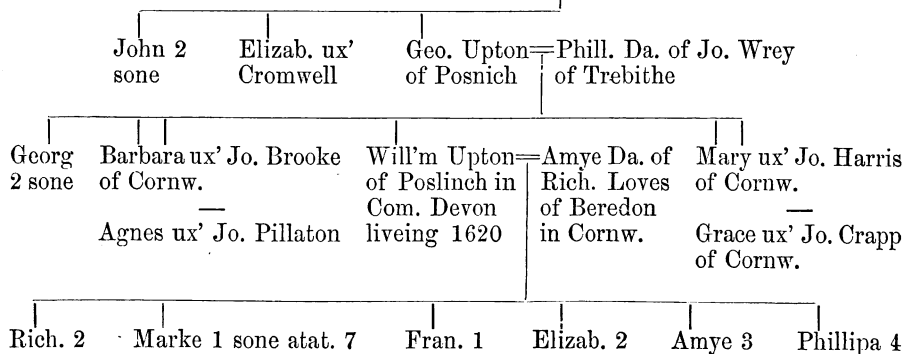 John 2 Elizab. ux' Geo. Upton=Phill. Da. of Jo. Wrey
sone Cromwell of Posnich of Trebithe
Georg Barbara ux' Jo. Brooke Will'm Upton=Amye Da. of Mary ux' Jo. Harris
2 sone of Cornw. of Poslinch in Rich. Loves of Cornw.
Com. Devon of Beredon
Agnes ux' Jo. Pillaton liveing 1620 in Cornw. Grace ux' Jo. Crapp
of Cornw.
Rich. 2 Marke 1 sone atat. 7 Fran. 1 Elizab. 2 Amye 3 Phillipa 4